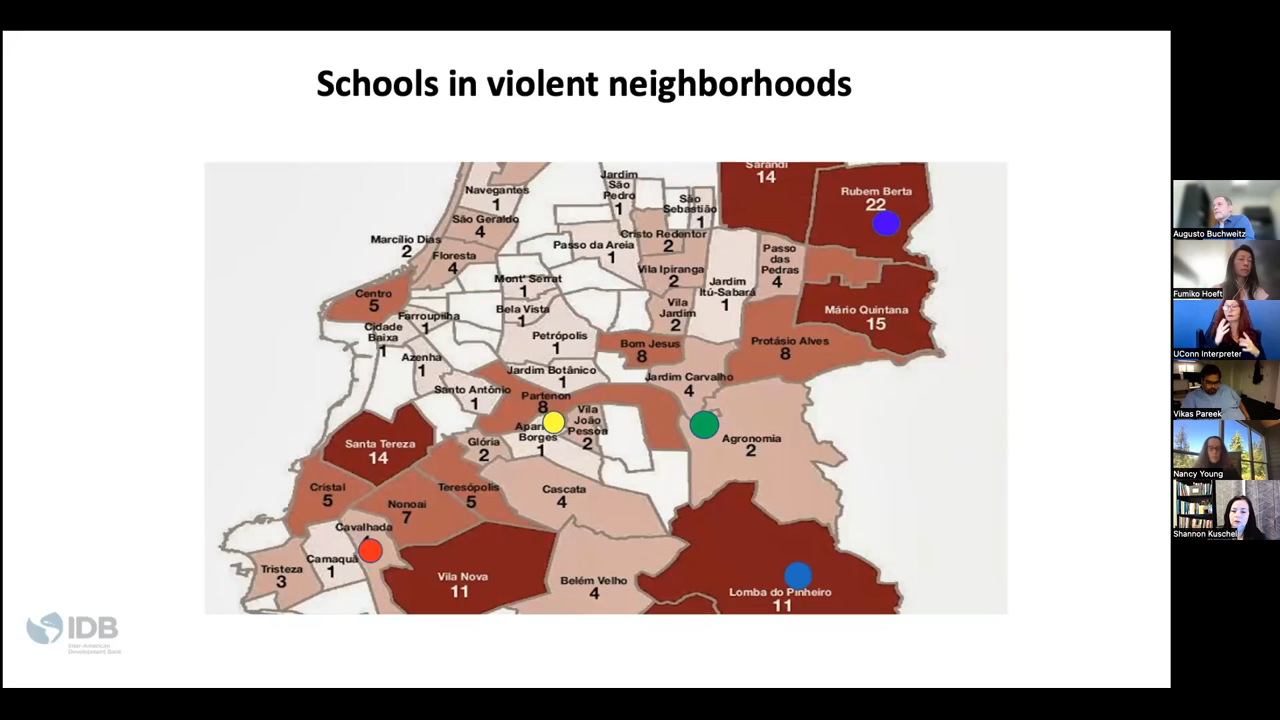 Schools in violent neighborhoods
Sarandi
14
Rubem Berta
22
Navegantes
1
Jardim
São
Pedro
1
São
Sebastião
1
São Geraldo
4
Marcílio Dias
2
Floresta
4
Passo da Areia
1
Cristo Redentor
2
Passo
das
Pedras
4
Vila Ipiranga
2
Mont' Serrat
1
Jardim
Itú-Sabará
1
Centro
5
Mário Quintana
15
Farroupilha
1
Bela Vista
1
Vila
Jardim
2
Cidade
Baixa
1
Petrópolis
1
Bom Jesus
8
Protásio Alves
8
Azenha
1
Jardim Botânico
1
Jardim Carvalho
4
Santo Antônio
1
Partenon
8
Vila
João
Pessoa
2
Borges
1
Santa Tereza
14
Glória
2
Agronomia
2
Cristal
5
Teresópolis
5
Cascata
4
Nonoai
7
Cavalhada
Camaquã
1
Tristeza
3
Vila Nova
11
Belém Velho
4
Lomba do Pinheiro
11
IDB
Inter-American
Development Bank
Augusto Buchweitz
Fumiko Hoeft
UConn Interpreter
Vikas Pareek
Nancy Young
Shannon Kuschel